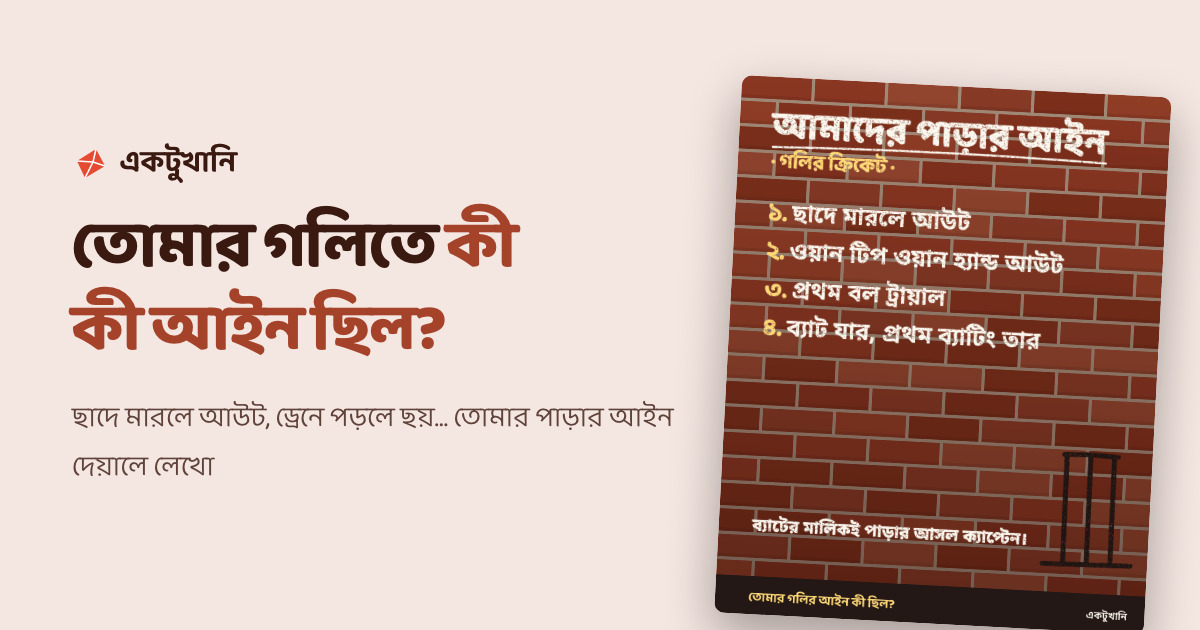 একটুখানি
তোমার গলিতে কী
কী আইন ছিল?
ছাদে মারলে আউট, ড্রেনে পড়লে ছয়... তোমার পাড়ার আইন
দেয়ালে লেখো
আমাদের পাড়ার আইন
· গলির ক্রিকেট ·
১. ছাদে মারলে আউট
২. ওয়ান টিপ ওয়ান হ্যান্ড আউট
৩. প্রথম বল ট্রায়াল
৪. ব্যাট যার, প্রথম ব্যাটিং তার
ব্যাটের মালিকই পাড়ার আসল ক্যাপ্টেন।
তোমার গলির আইন কী ছিল?
একটুখানি